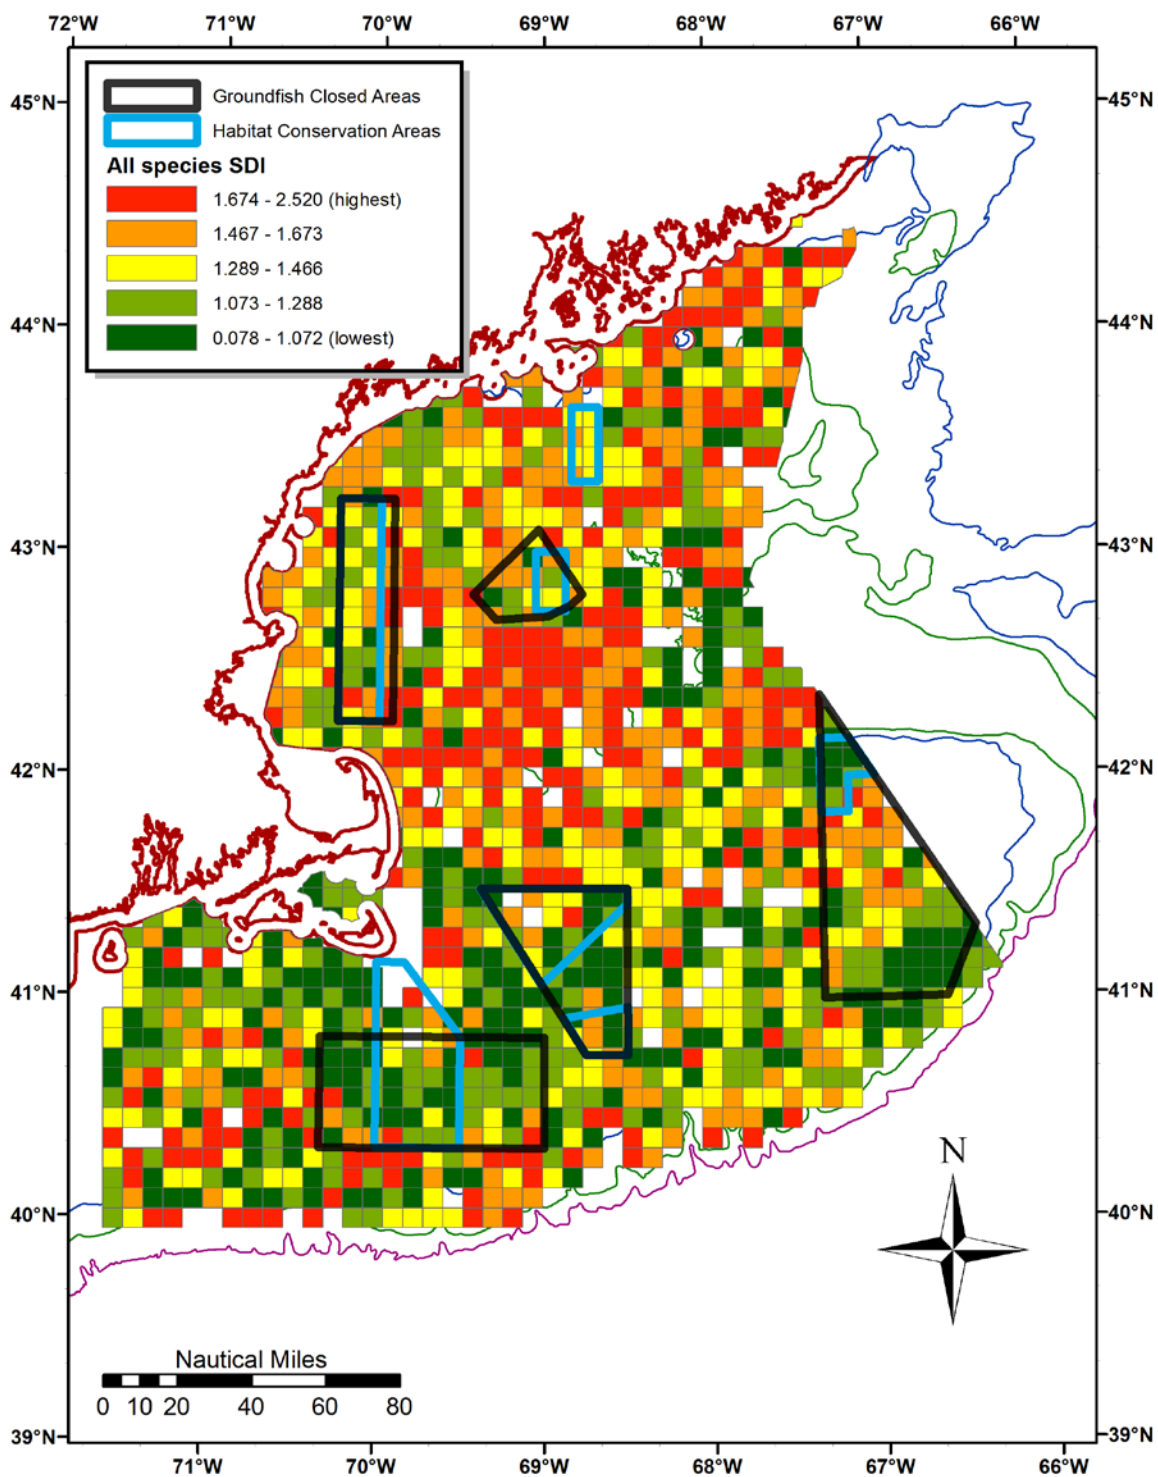 72°W 71°W 70°W 69°W 68°W 67°W 66°W
45°N 45°N
Groundfish Closed Areas
Habitat Conservation Areas
All species SDI
1.674 - 2.520 (highest)
1.467 - 1.673
1.289 - 1.466
1.073 - 1.288
0.078 - 1.072 (lowest)
44°N 44°N
43°N 43°N
42°N 42°N
41°N 41°N
N
40°N 40°N
Nautical Miles
0 10 20 40 60 80
39°N 39°N
71°W 70°W 69°W 68°W 67°W 66°W